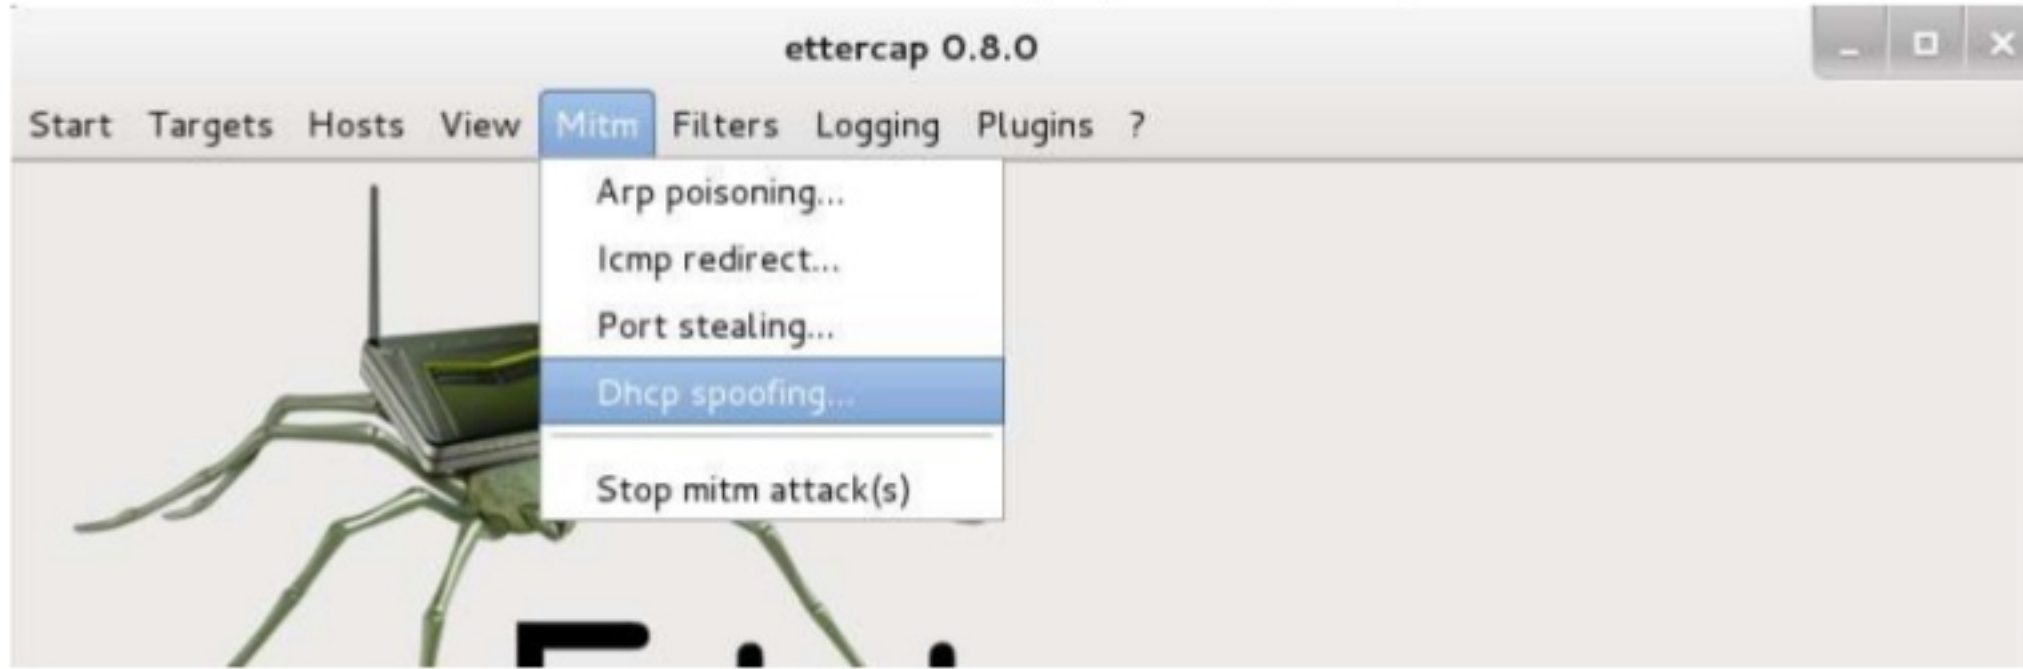 ettercap 0.8.0
Start Targets Hosts View Mitm Filters Logging Plugins ?
Arp poisoning...
Icmp redirect...
Port stealing...
Dhcp spoofing...
Stop mitm attack(s)